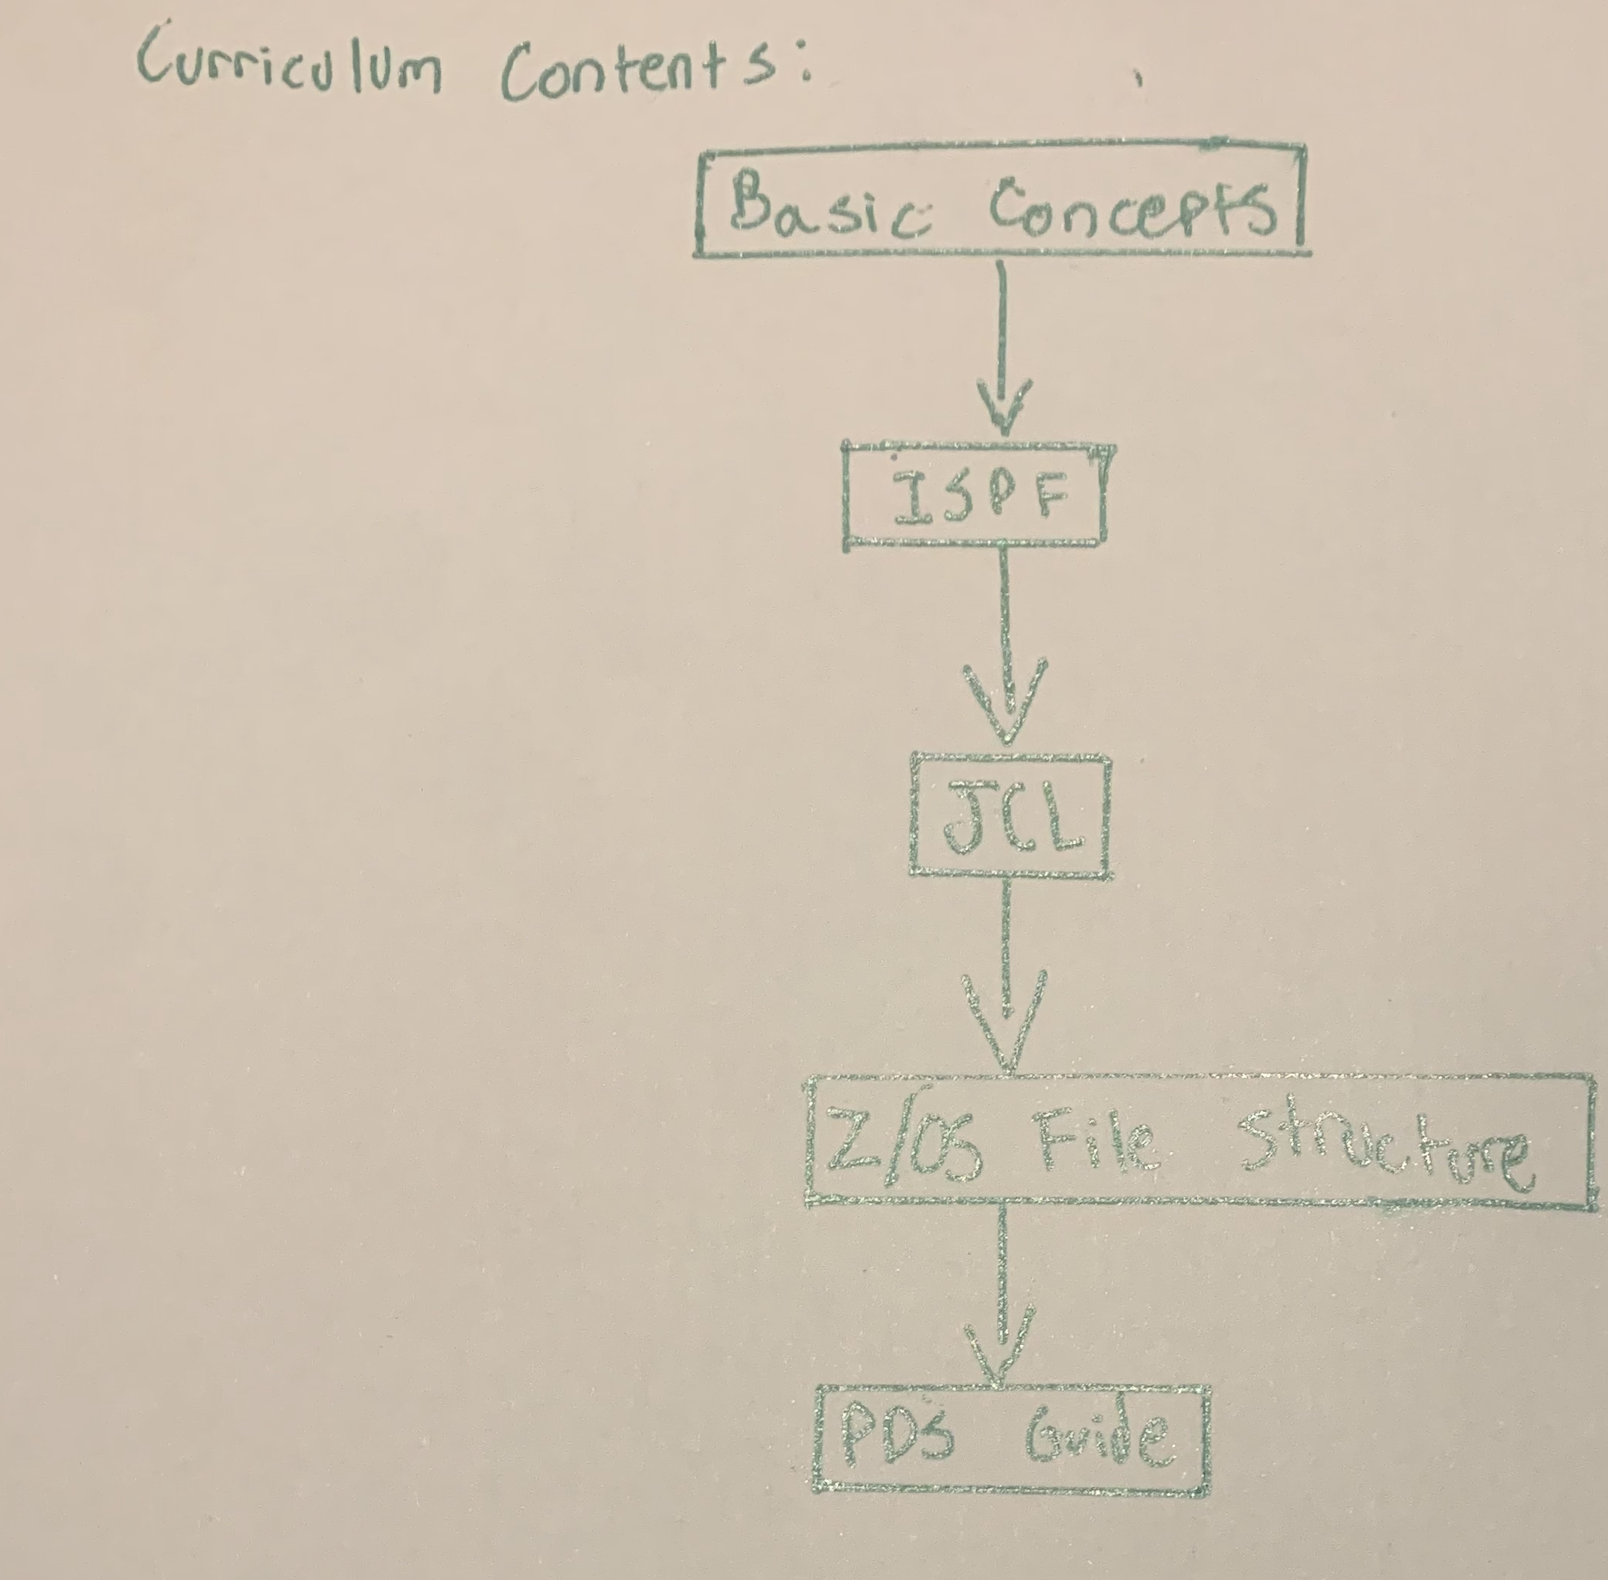 Curriculum Contents:
Basic Concepts
ISPF
JCL
Z/OS File Structure
PDS Guide